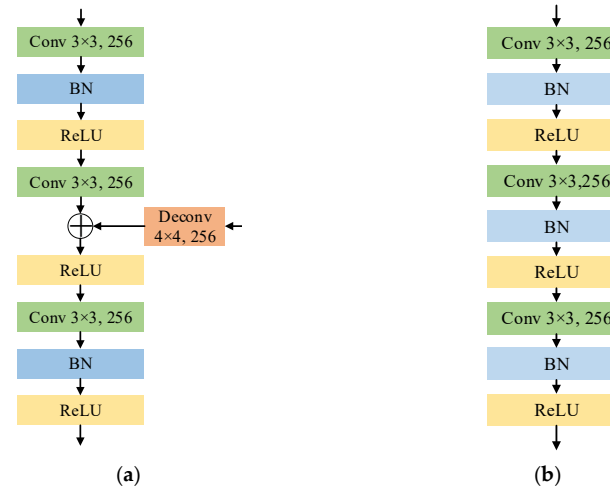 Conv 3×3, 256
BN
ReLU
Conv 3×3, 256
Deconv
4×4, 256
ReLU
Conv 3×3, 256
BN
ReLU
(a)
Conv 3×3, 256
BN
ReLU
Conv 3×3,256
BN
ReLU
Conv 3×3, 256
BN
ReLU
(b)